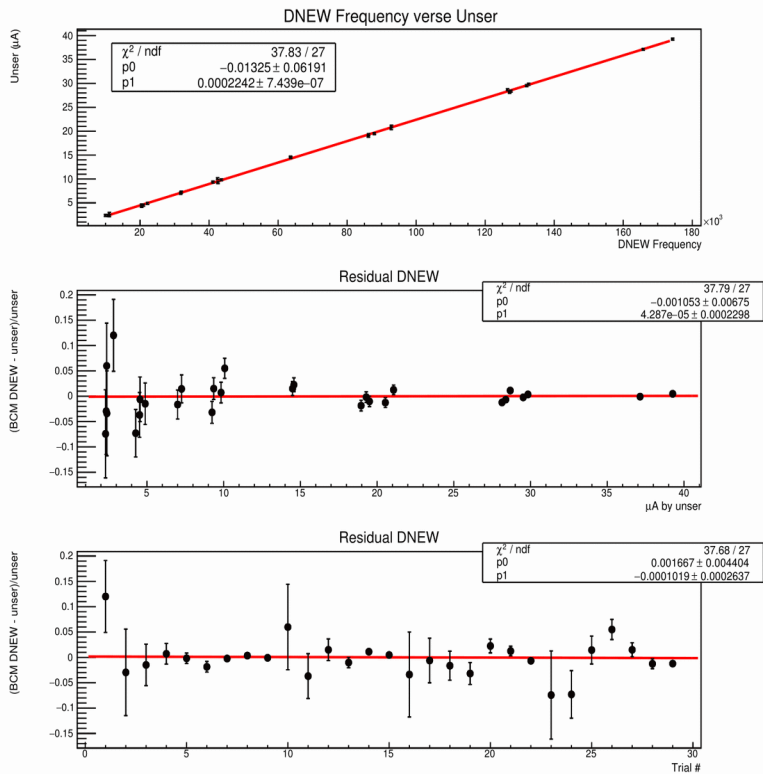 DNEW Frequency verse Unser
Unser (μA)
40
35
30
25
20
15
10
5
χ² / ndf 37.83 / 27
p0 −0.01325 ± 0.06191
p1 0.0002242 ± 7.439e−07
20 40 60 80 100 120 140 160 180
×10³
DNEW Frequency
Residual DNEW
(BCM DNEW - unser)/unser
0.2
0.15
0.1
0.05
0
−0.05
−0.1
−0.15
χ² / ndf 37.79 / 27
p0 −0.001053 ± 0.00675
p1 4.287e−05 ± 0.0002298
5 10 15 20 25 30 35 40
μA by unser
Residual DNEW
(BCM DNEW - unser)/unser
0.2
0.15
0.1
0.05
0
−0.05
−0.1
−0.15
χ² / ndf 37.68 / 27
p0 0.001667 ± 0.004404
p1 −0.0001019 ± 0.0002637
0 5 10 15 20 25 30
Trial #